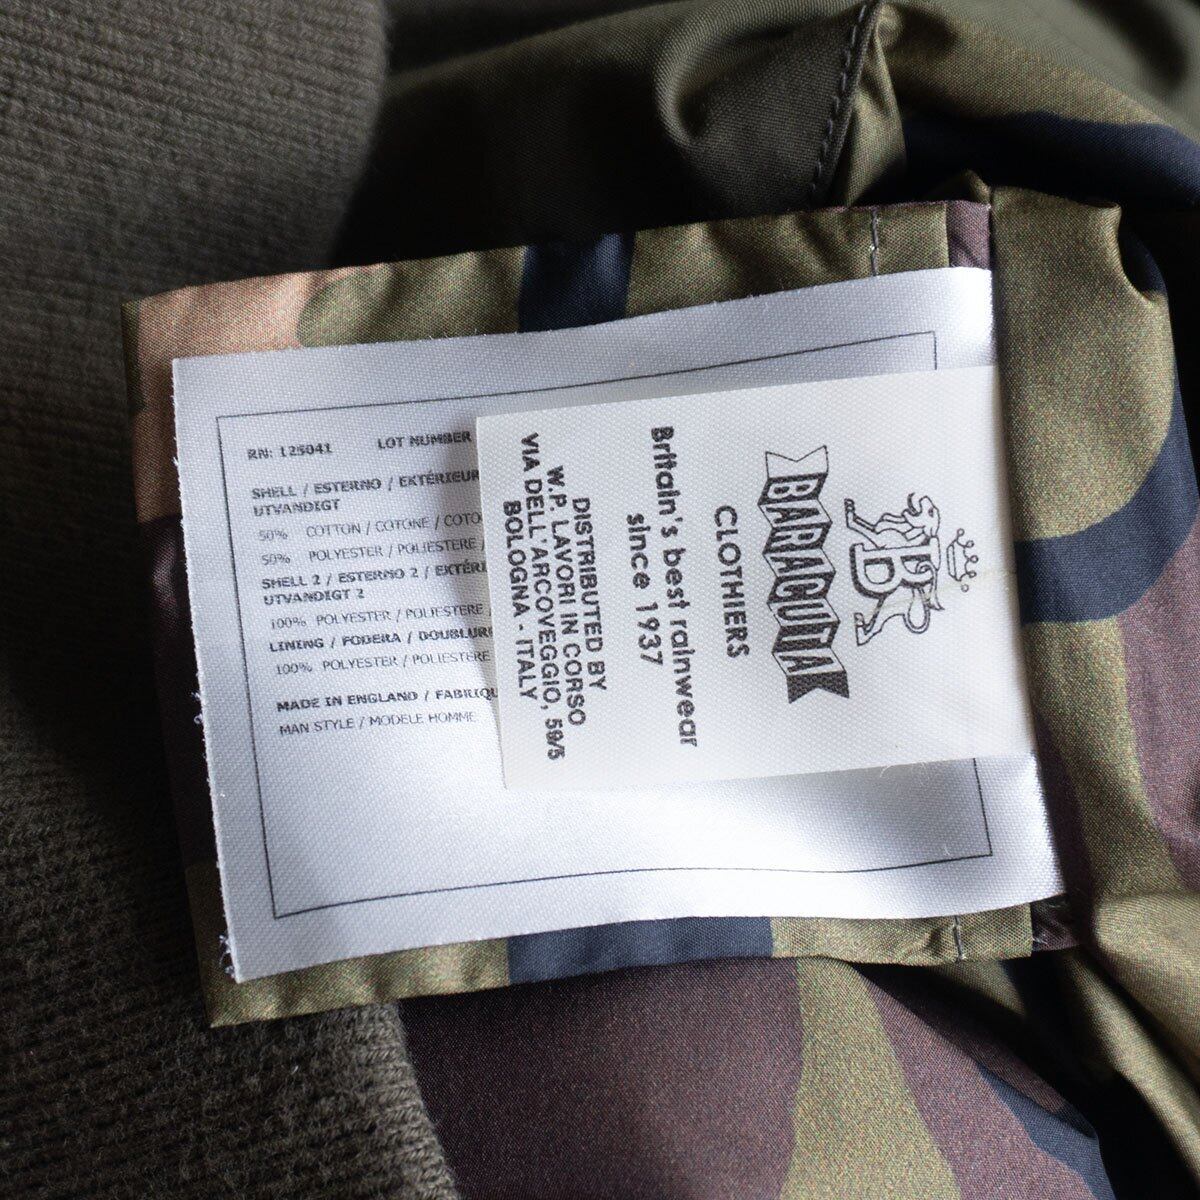 RN: 125041 LOT NUMBER
SHELL / ESTERNO / EXTÉRIEUR
UTVANDIGT
50% COTTON / COTONE / COTO
50% POLYESTER / POLIESTERE /
SHELL 2 / ESTERNO 2 / EXTÉRI
UTVANDIGT 2
100% POLYESTER / POLIESTERE
LINING / FODERA / DOUBLUR
100% POLYESTER / POLIESTERE
MADE IN ENGLAND / FABRIQU
MAN STYLE / MODELE HOMME
BR
BARACUTA
CLOTHIERS
Britain's best rainwear
since 1937
DISTRIBUTED BY
W.P. LAVORI IN CORSO
VIA DELL'ARCOVEGGIO, 59/5
BOLOGNA - ITALY